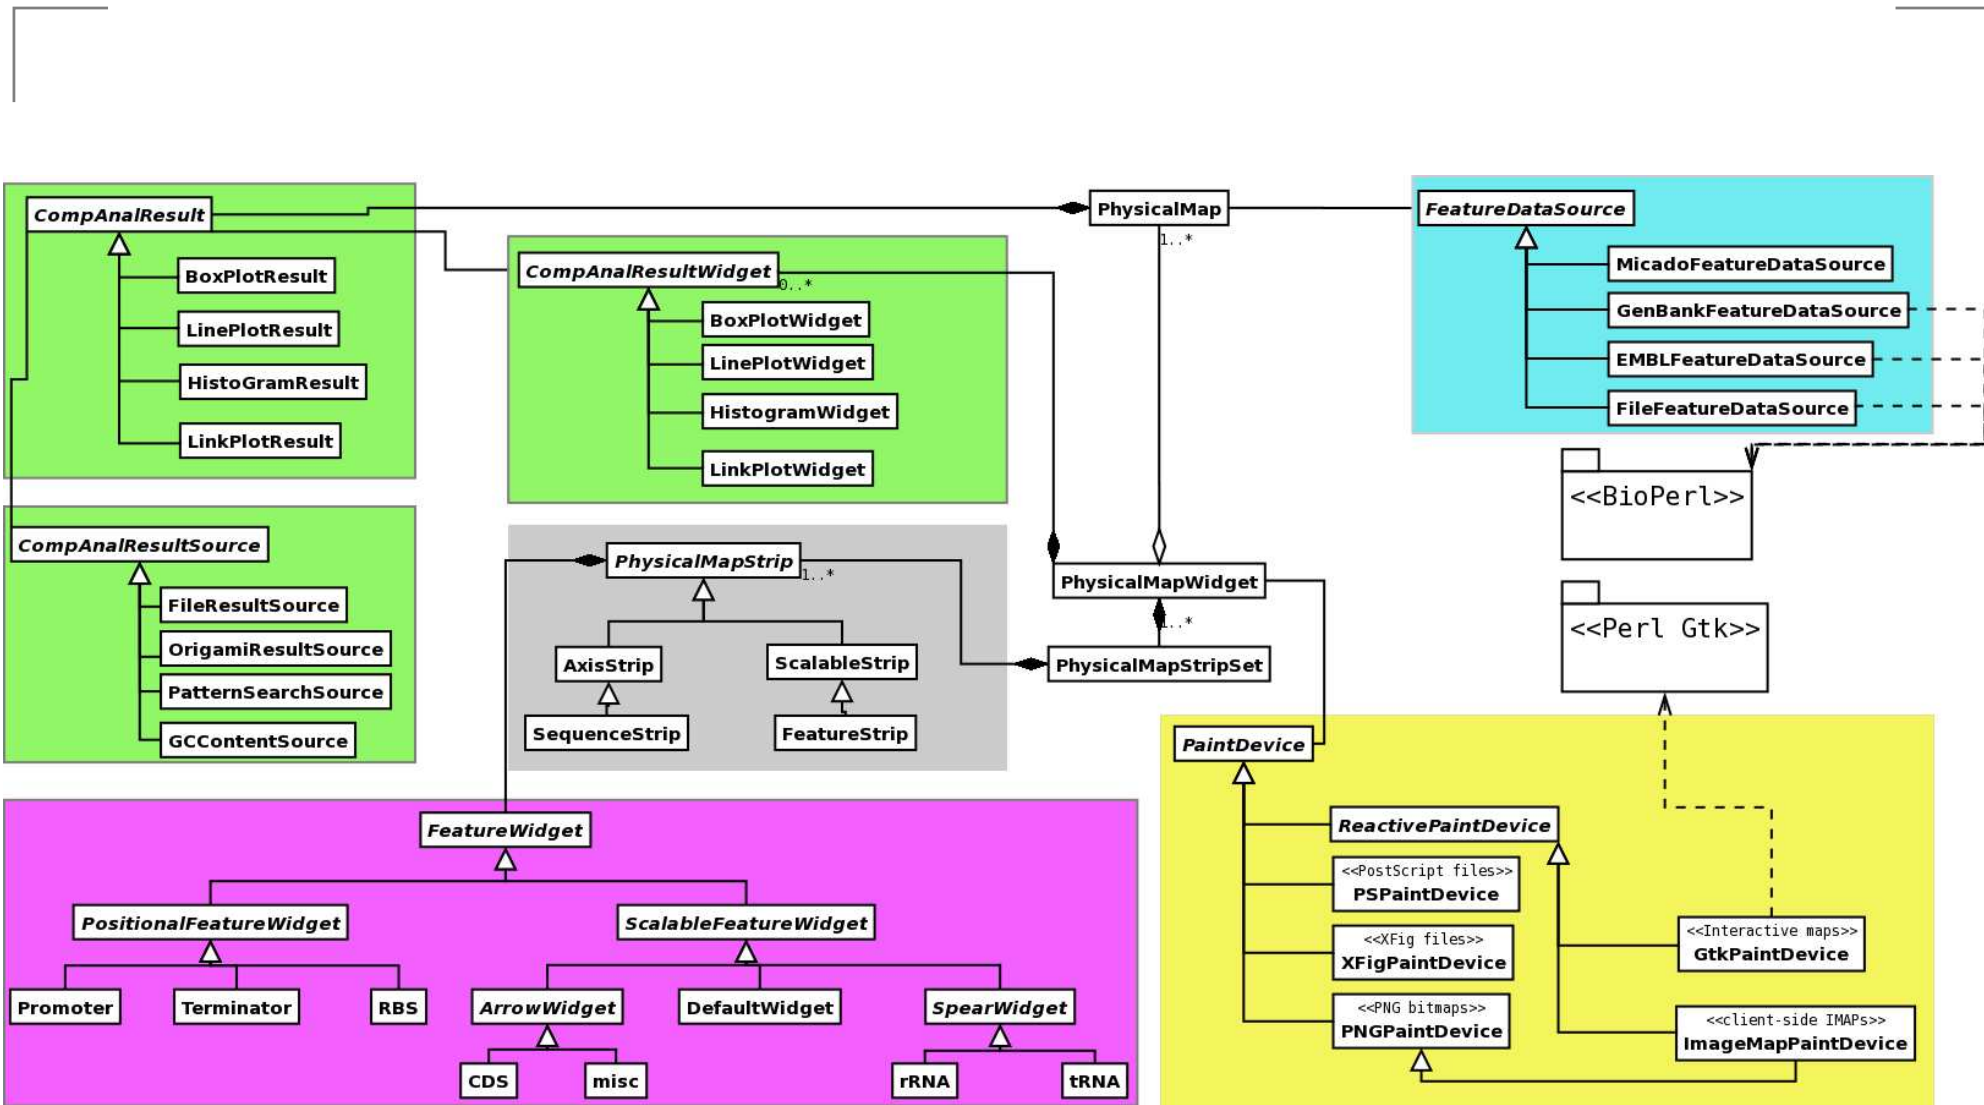 CompAnalResult
BoxPlotResult
LinePlotResult
HistoGramResult
LinkPlotResult
CompAnalResultSource
FileResultSource
OrigamiResultSource
PatternSearchSource
GCContentSource
CompAnalResultWidget
0..*
BoxPlotWidget
LinePlotWidget
HistogramWidget
LinkPlotWidget
PhysicalMap
1..*
FeatureDataSource
MicadoFeatureDataSource
GenBankFeatureDataSource
EMBLFeatureDataSource
FileFeatureDataSource
<<BioPerl>>
<<Perl Gtk>>
PhysicalMapStrip
1..*
AxisStrip
ScalableStrip
SequenceStrip
FeatureStrip
PhysicalMapWidget
1..*
PhysicalMapStripSet
FeatureWidget
PositionalFeatureWidget
ScalableFeatureWidget
Promoter
Terminator
RBS
ArrowWidget
DefaultWidget
SpearWidget
CDS
misc
rRNA
tRNA
PaintDevice
ReactivePaintDevice
<<PostScript files>>
PSPaintDevice
<<XFig files>>
XFigPaintDevice
<<PNG bitmaps>>
PNGPaintDevice
<<Interactive maps>>
GtkPaintDevice
<<client-side IMAPs>>
ImageMapPaintDevice